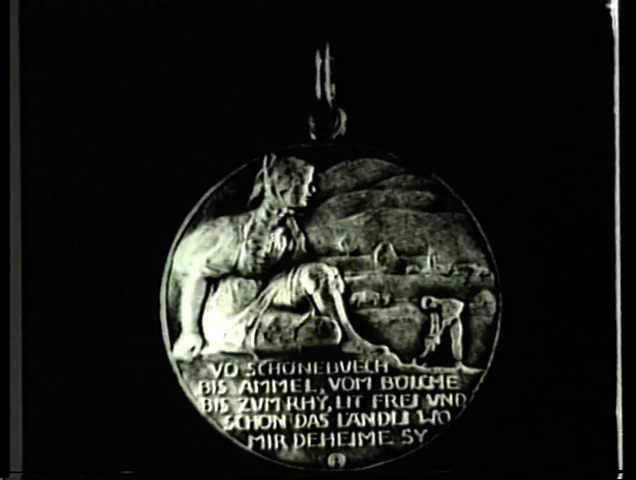 VO SCHÖNEBUECH
BIS AMMEL, VOM BÖLCHE
BIS ZUM RHY, LIT FREI UND
SCHÖN DAS LÄNDLI WO
MIR DEHEIME SY